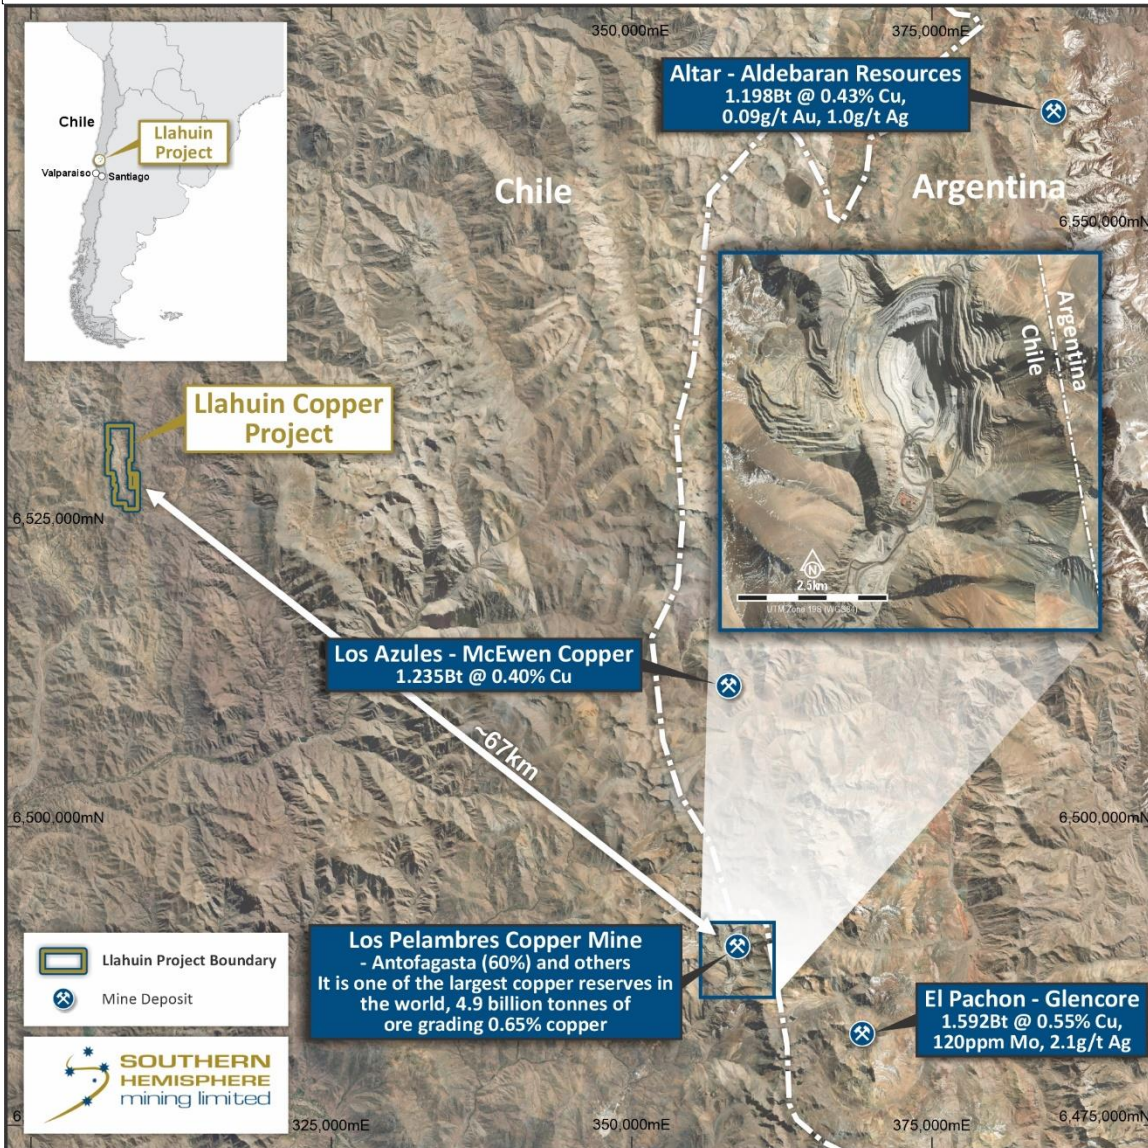 350,000mE
375,000mE
Chile
Llahuin
Project
Valparaiso
Santiago
Altar - Aldebaran Resources
1.198Bt @ 0.43% Cu,
0.09g/t Au, 1.0g/t Ag
Chile
Argentina
6,550,000mN
Argentina
Chile
N
2.5km
Llahuin Copper
Project
6,525,000mN
Los Azules - McEwen Copper
1.235Bt @ 0.40% Cu
~67km
6,500,000mN
6,500,000mN
Los Pelambres Copper Mine
- Antofagasta (60%) and others
It is one of the largest copper reserves in
the world, 4.9 billion tonnes of
ore grading 0.65% copper
El Pachon - Glencore
1.592Bt @ 0.55% Cu,
120ppm Mo, 2.1g/t Ag
Llahuin Project Boundary
Mine Deposit
SOUTHERN
HEMISPHERE
mining limited
325,000mE
350,000mE
375,000mE
6,475,000mN